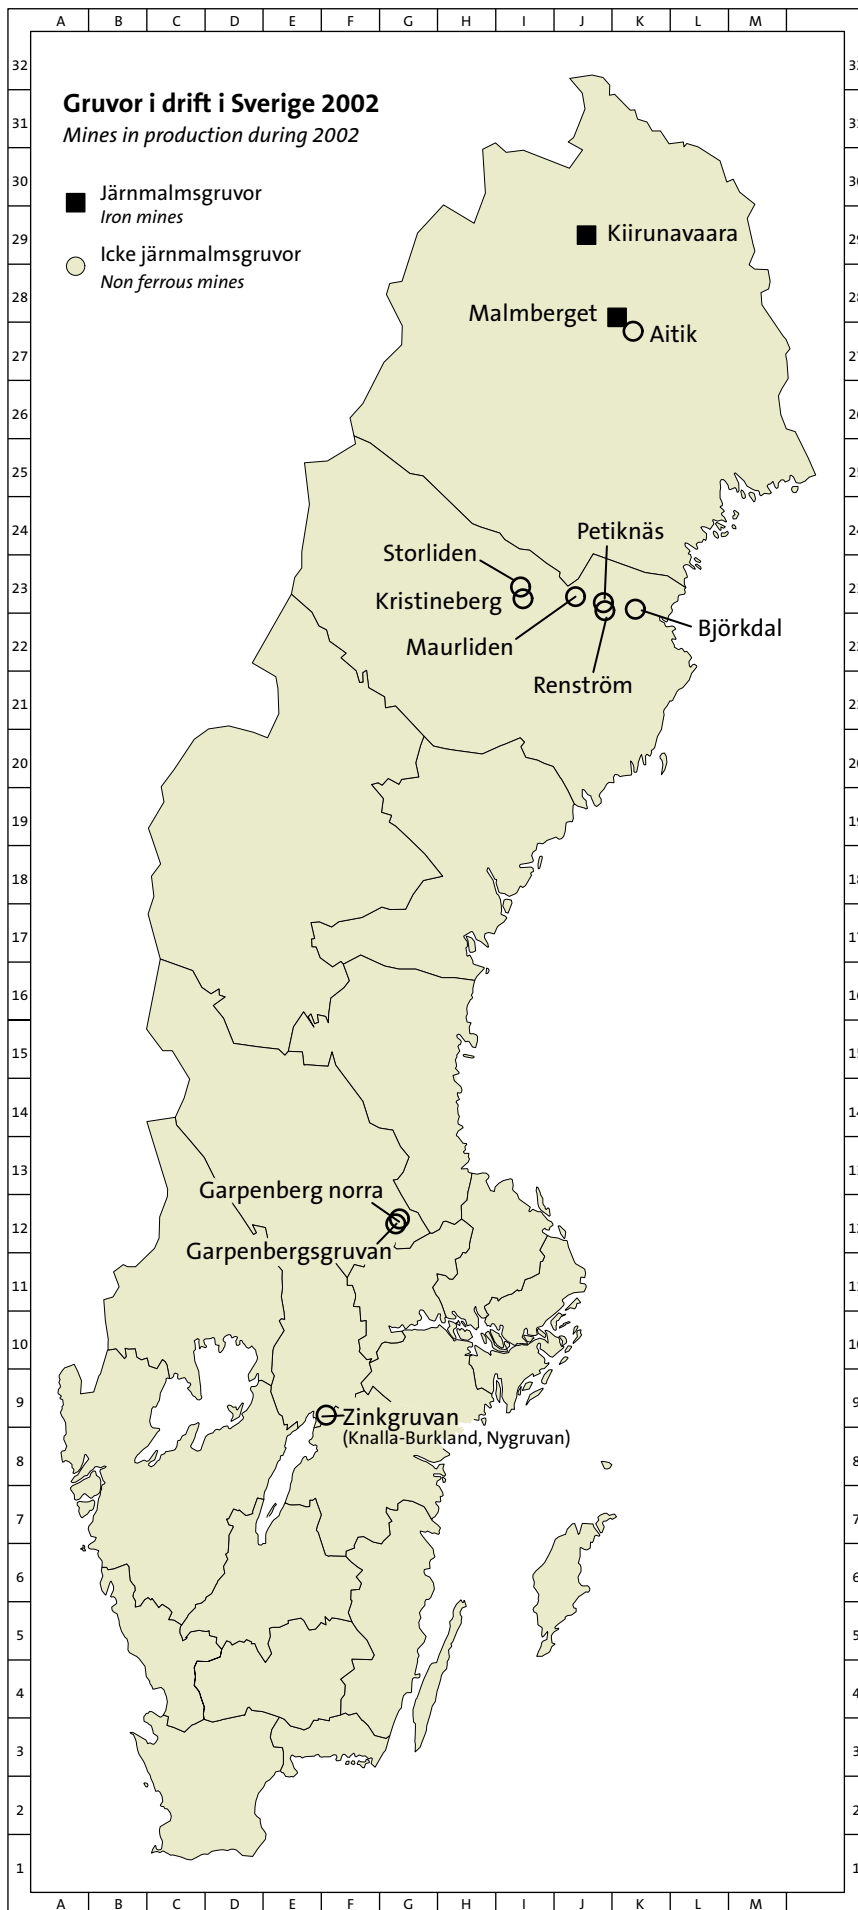 A B C D E F G H I J K L M
Gruvor i drift i Sverige 2002
Mines in production during 2002
Järnmalmsgruvor
Iron mines
Icke järnmalmsgruvor
Non ferrous mines
Kiirunavaara
Malmberget
Aitik
Petiknäs
Storliden
Kristineberg
Maurliden
Björkdal
Renström
Garpenberg norra
Garpenbergsgruvan
Zinkgruvan
(Knalla-Burkland, Nygruvan)
32
31
30
29
28
27
26
25
24
23
22
21
20
19
18
17
16
15
14
13
12
11
10
9
8
7
6
5
4
3
2
1
A B C D E F G H I J K L M